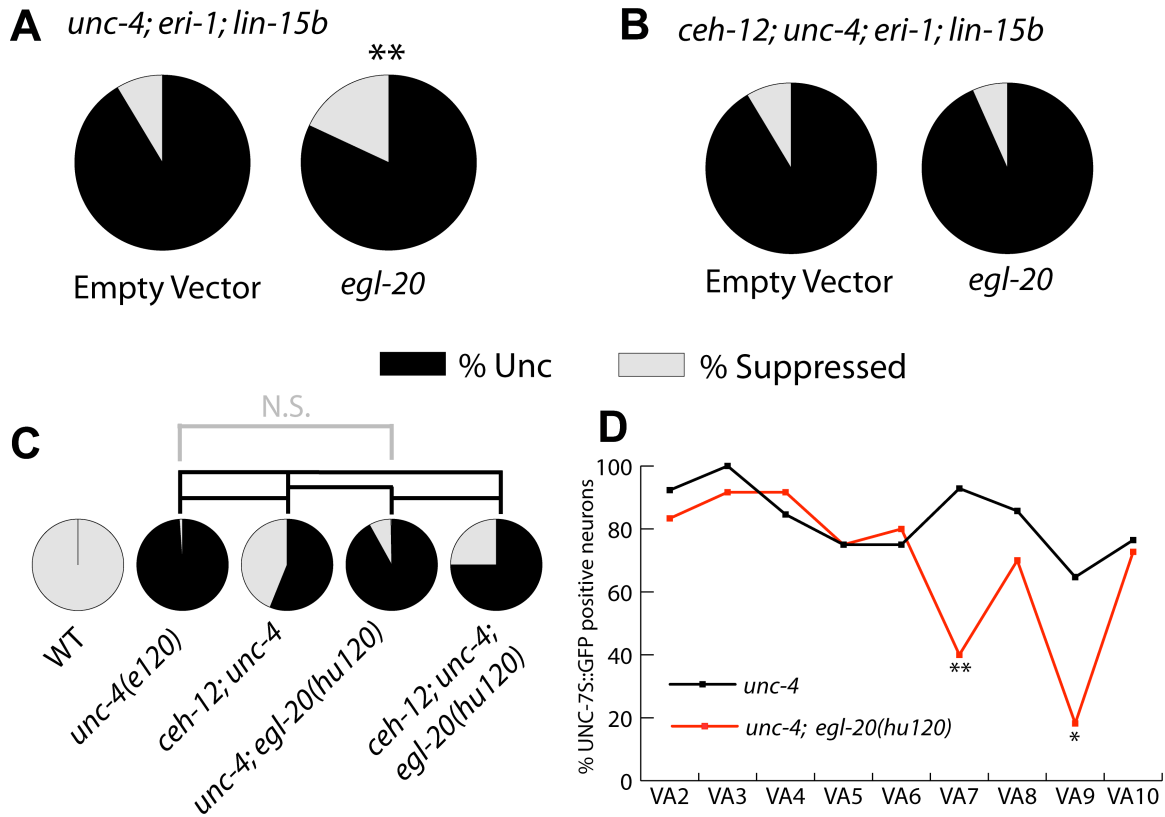 A
unc-4; eri-1; lin-15b
**
Empty Vector
egl-20
B
ceh-12; unc-4; eri-1; lin-15b
Empty Vector
egl-20
% Unc
% Suppressed
C
N.S.
WT
unc-4(e120)
ceh-12; unc-4
unc-4; egl-20(hu120)
ceh-12; unc-4;
egl-20(hu120)
D
% UNC-7S::GFP positive neurons
100
80
60
40
20
0
**
*
unc-4
unc-4; egl-20(hu120)
VA2 VA3 VA4 VA5 VA6 VA7 VA8 VA9 VA10